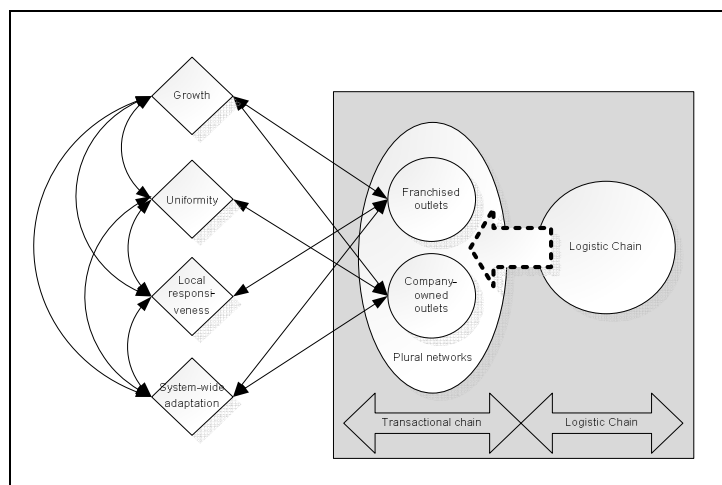 Growth
Uniformity
Local
responsi-
veness
System-wide
adaptation
Franchised
outlets
Company-
owned
outlets
Plural networks
Logistic Chain
Transactional chain
Logistic Chain